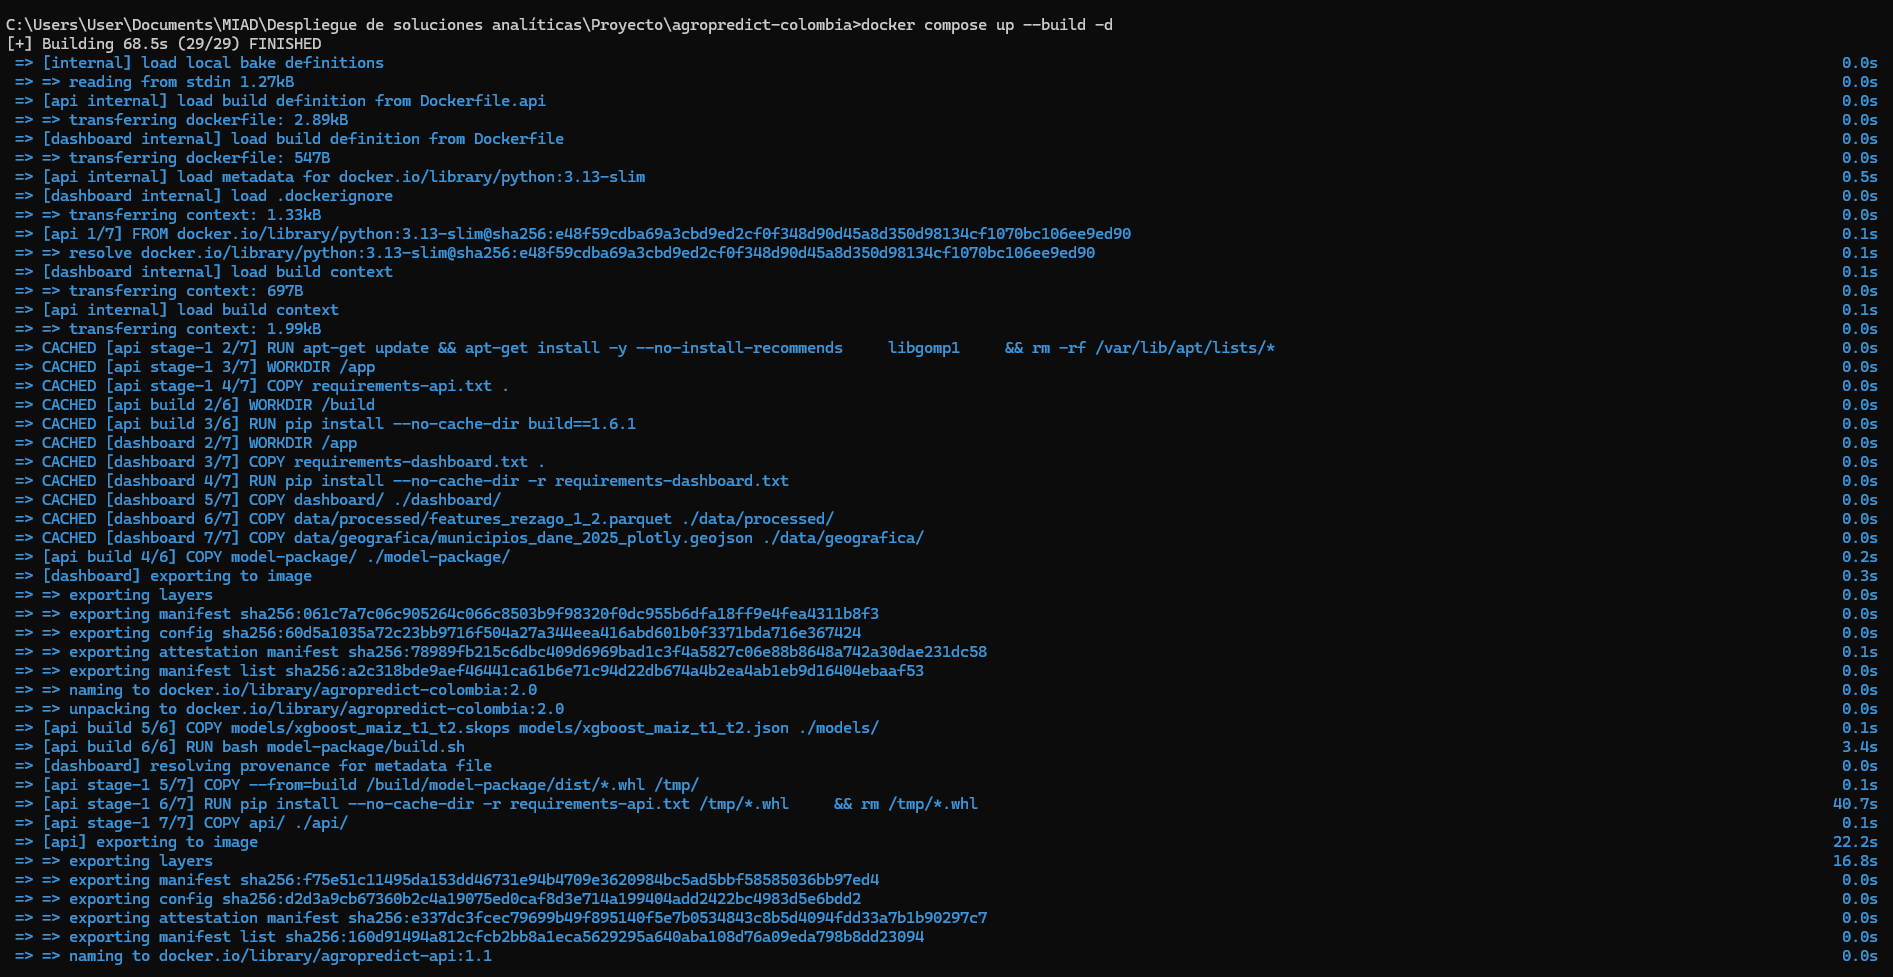 C:\Users\User\Documents\MIAD\Despliegue de soluciones analíticas\Proyecto\agropredict-colombia>docker compose up --build -d
[+] Building 68.5s (29/29) FINISHED
=> [internal] load local bake definitions 0.0s
=> => reading from stdin 1.27kB 0.0s
=> [api internal] load build definition from Dockerfile.api 0.0s
=> => transferring dockerfile: 2.89kB 0.0s
=> [dashboard internal] load build definition from Dockerfile 0.0s
=> => transferring dockerfile: 547B 0.0s
=> [api internal] load metadata for docker.io/library/python:3.13-slim 0.5s
=> [dashboard internal] load .dockerignore 0.0s
=> => transferring context: 1.33kB 0.0s
=> [api 1/7] FROM docker.io/library/python:3.13-slim@sha256:e48f59cdba69a3cbd9ed2cf0f348d90d45a8d350d98134cf1070bc106ee9ed90 0.1s
=> => resolve docker.io/library/python:3.13-slim@sha256:e48f59cdba69a3cbd9ed2cf0f348d90d45a8d350d98134cf1070bc106ee9ed90 0.1s
=> [dashboard internal] load build context 0.1s
=> => transferring context: 697B 0.0s
=> [api internal] load build context 0.1s
=> => transferring context: 1.99kB 0.0s
=> CACHED [api stage-1 2/7] RUN apt-get update && apt-get install -y --no-install-recommends     libgomp1     && rm -rf /var/lib/apt/lists/* 0.0s
=> CACHED [api stage-1 3/7] WORKDIR /app 0.0s
=> CACHED [api stage-1 4/7] COPY requirements-api.txt . 0.0s
=> CACHED [api build 2/6] WORKDIR /build 0.0s
=> CACHED [api build 3/6] RUN pip install --no-cache-dir build==1.6.1 0.0s
=> CACHED [dashboard 2/7] WORKDIR /app 0.0s
=> CACHED [dashboard 3/7] COPY requirements-dashboard.txt . 0.0s
=> CACHED [dashboard 4/7] RUN pip install --no-cache-dir -r requirements-dashboard.txt 0.0s
=> CACHED [dashboard 5/7] COPY dashboard/ ./dashboard/ 0.0s
=> CACHED [dashboard 6/7] COPY data/processed/features_rezago_1_2.parquet ./data/processed/ 0.0s
=> CACHED [dashboard 7/7] COPY data/geografica/municipios_dane_2025_plotly.geojson ./data/geografica/ 0.0s
=> [api build 4/6] COPY model-package/ ./model-package/ 0.2s
=> [dashboard] exporting to image 0.3s
=> => exporting layers 0.0s
=> => exporting manifest sha256:061c7a7c06c905264c066c8503b9f98320f0dc955b6dfa18ff9e4fea4311b8f3 0.0s
=> => exporting config sha256:60d5a1035a72c23bb9716f504a27a344eea416abd601b0f3371bda716e367424 0.0s
=> => exporting attestation manifest sha256:78989fb215c6dbc409d6969bad1c3f4a5827c06e88b8648a742a30dae231dc58 0.1s
=> => exporting manifest list sha256:a2c318bde9aef46441ca61b6e71c94d22db674a4b2ea4ab1eb9d16404ebaaf53 0.0s
=> => naming to docker.io/library/agropredict-colombia:2.0 0.0s
=> => unpacking to docker.io/library/agropredict-colombia:2.0 0.0s
=> [api build 5/6] COPY models/xgboost_maiz_t1_t2.skops models/xgboost_maiz_t1_t2.json ./models/ 0.1s
=> [api build 6/6] RUN bash model-package/build.sh 3.4s
=> [dashboard] resolving provenance for metadata file 0.0s
=> [api stage-1 5/7] COPY --from=build /build/model-package/dist/*.whl /tmp/ 0.1s
=> [api stage-1 6/7] RUN pip install --no-cache-dir -r requirements-api.txt /tmp/*.whl     && rm /tmp/*.whl 40.7s
=> [api stage-1 7/7] COPY api/ ./api/ 0.1s
=> [api] exporting to image 22.2s
=> => exporting layers 16.8s
=> => exporting manifest sha256:f75e51c11495da153dd46731e94b4709e3620984bc5ad5bbf58585036bb97ed4 0.0s
=> => exporting config sha256:d2d3a9cb67360b2c4a19075ed0caf8d3e714a199404add2422bc4983d5e6bdd2 0.0s
=> => exporting attestation manifest sha256:e337dc3fcec79699b49f895140f5e7b0534843c8b5d4094fdd33a7b1b90297c7 0.0s
=> => exporting manifest list sha256:160d91494a812cfcb2bb8a1eca5629295a640aba108d76a09eda798b8dd23094 0.0s
=> => naming to docker.io/library/agropredict-api:1.1 0.0s